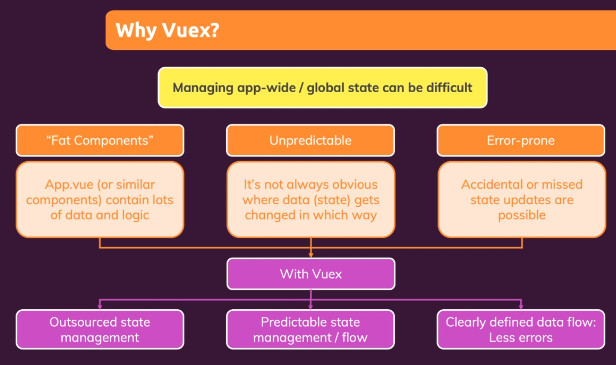 Why Vuex?
Managing app-wide / global state can be difficult
“Fat Components”
Unpredictable
Error-prone
App.vue (or similar
components) contain lots
of data and logic
It’s not always obvious
where data (state) gets
changed in which way
Accidental or missed
state updates are
possible
With Vuex
Outsourced state
management
Predictable state
management / flow
Clearly defined data flow:
Less errors